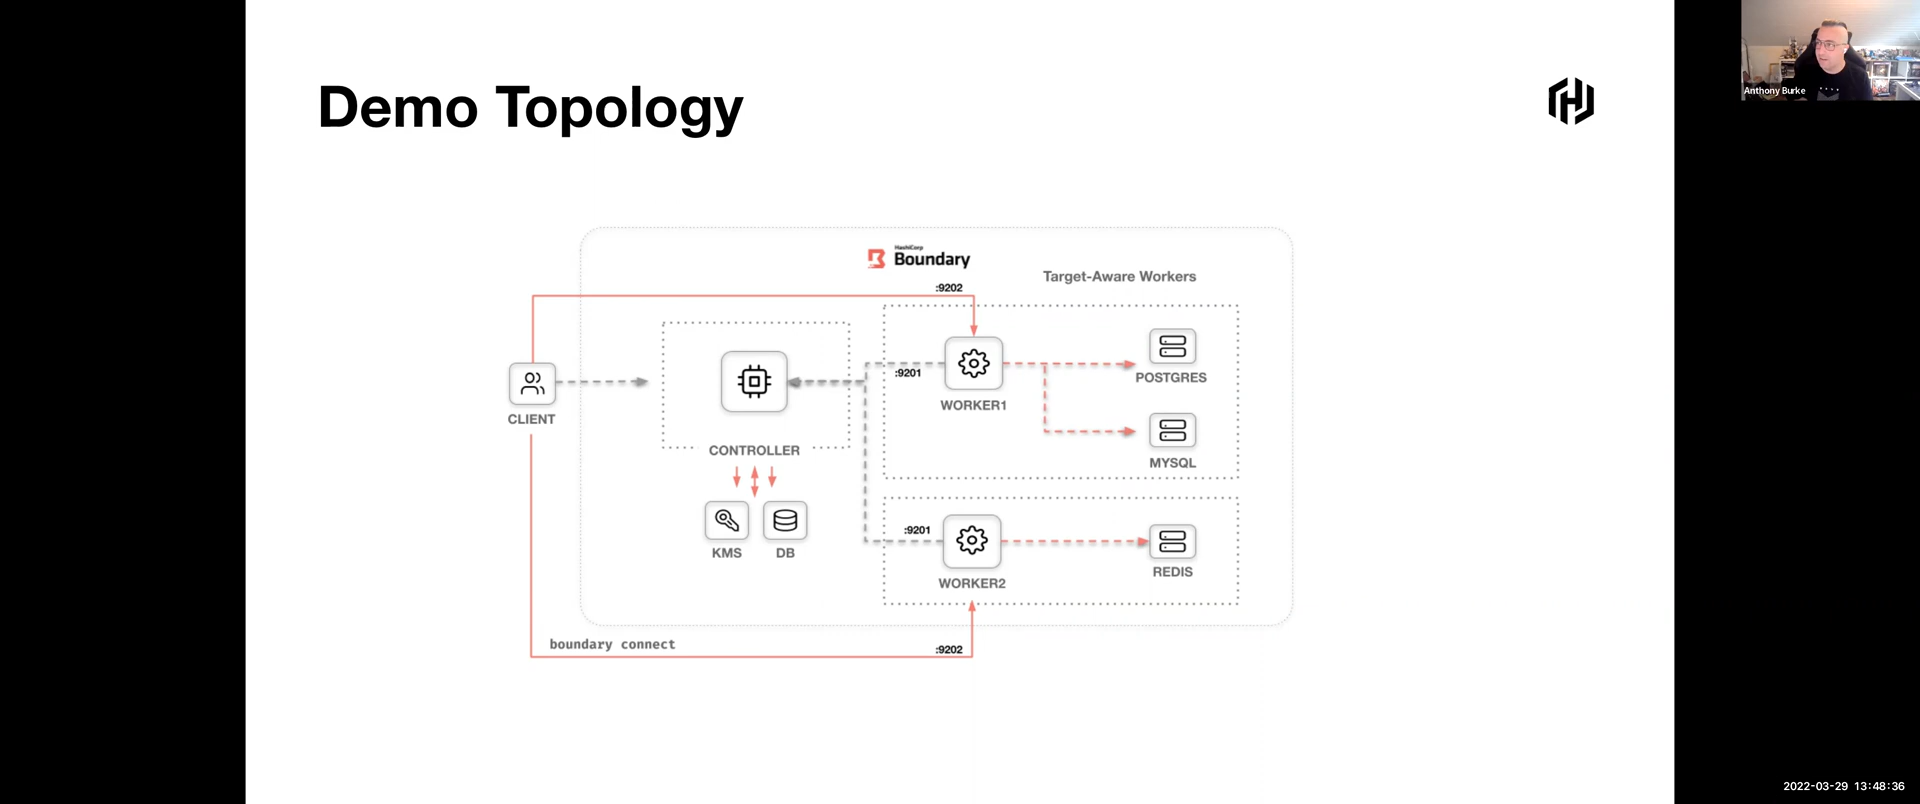 Demo Topology
Anthony Burke
HashiCorp
Boundary
Target-Aware Workers
:9202
:9201
POSTGRES
WORKER1
CLIENT
CONTROLLER
MYSQL
:9201
KMS
DB
WORKER2
REDIS
boundary connect
:9202
2022-03-29 13:48:36